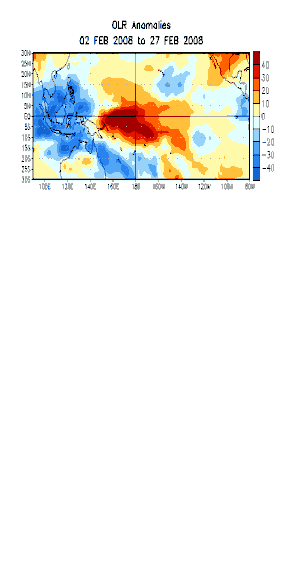 OLR Anomalies
02 FEB 2008 to 27 FEB 2008
30N
25N
20N
15N
10N
5N
EQ
5S
10S
15S
20S
25S
30S
100E 120E 140E 160E 180 160W 140W 120W 100W 80W
40
30
20
10
0
-10
-20
-30
-40